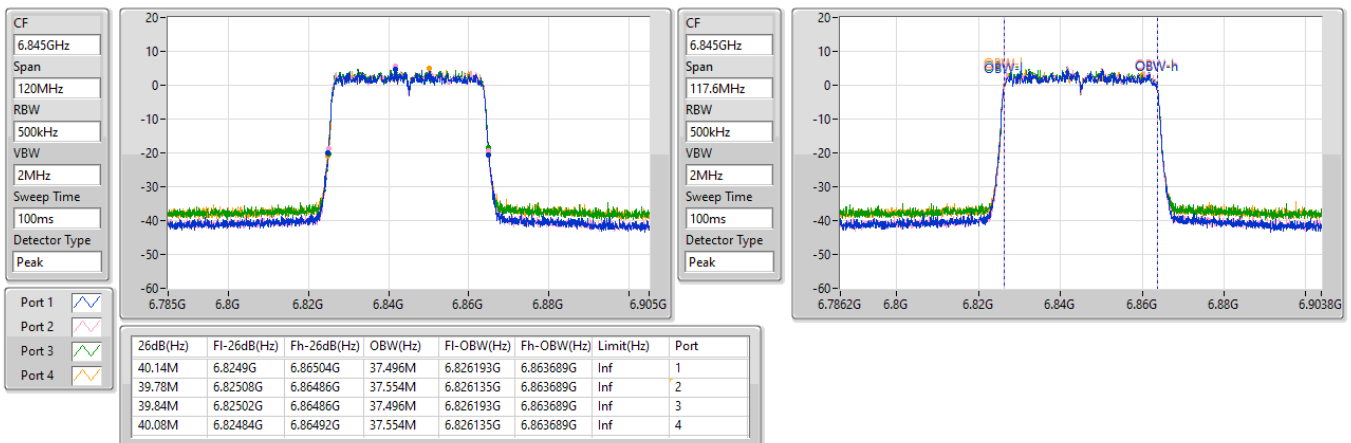 CF
6.845GHz
Span
120MHz
RBW
500kHz
VBW
2MHz
Sweep Time
100ms
Detector Type
Peak
20
10
0
-10
-20
-30
-40
-50
-60
6.785G 6.8G 6.82G 6.84G 6.86G 6.88G 6.905G
CF
6.845GHz
Span
117.6MHz
RBW
500kHz
VBW
2MHz
Sweep Time
100ms
Detector Type
Peak
20
10
0
-10
-20
-30
-40
-50
-60
OBW-l OBW-h
6.7862G 6.8G 6.82G 6.84G 6.86G 6.88G 6.9038G
Port 1
Port 2
Port 3
Port 4
26dB(Hz) Fl-26dB(Hz) Fh-26dB(Hz) OBW(Hz) Fl-OBW(Hz) Fh-OBW(Hz) Limit(Hz) Port
40.14M 6.8249G 6.86504G 37.496M 6.826193G 6.863689G Inf 1
39.78M 6.82508G 6.86486G 37.554M 6.826135G 6.863689G Inf 2
39.84M 6.82502G 6.86486G 37.496M 6.826193G 6.863689G Inf 3
40.08M 6.82484G 6.86492G 37.554M 6.826135G 6.863689G Inf 4